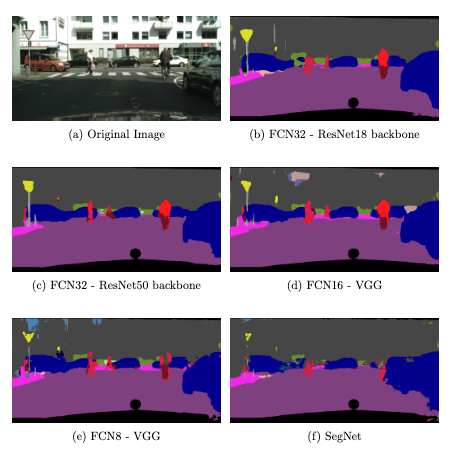 (a) Original Image
(b) FCN32 - ResNet18 backbone
(c) FCN32 - ResNet50 backbone
(d) FCN16 - VGG
(e) FCN8 - VGG
(f) SegNet